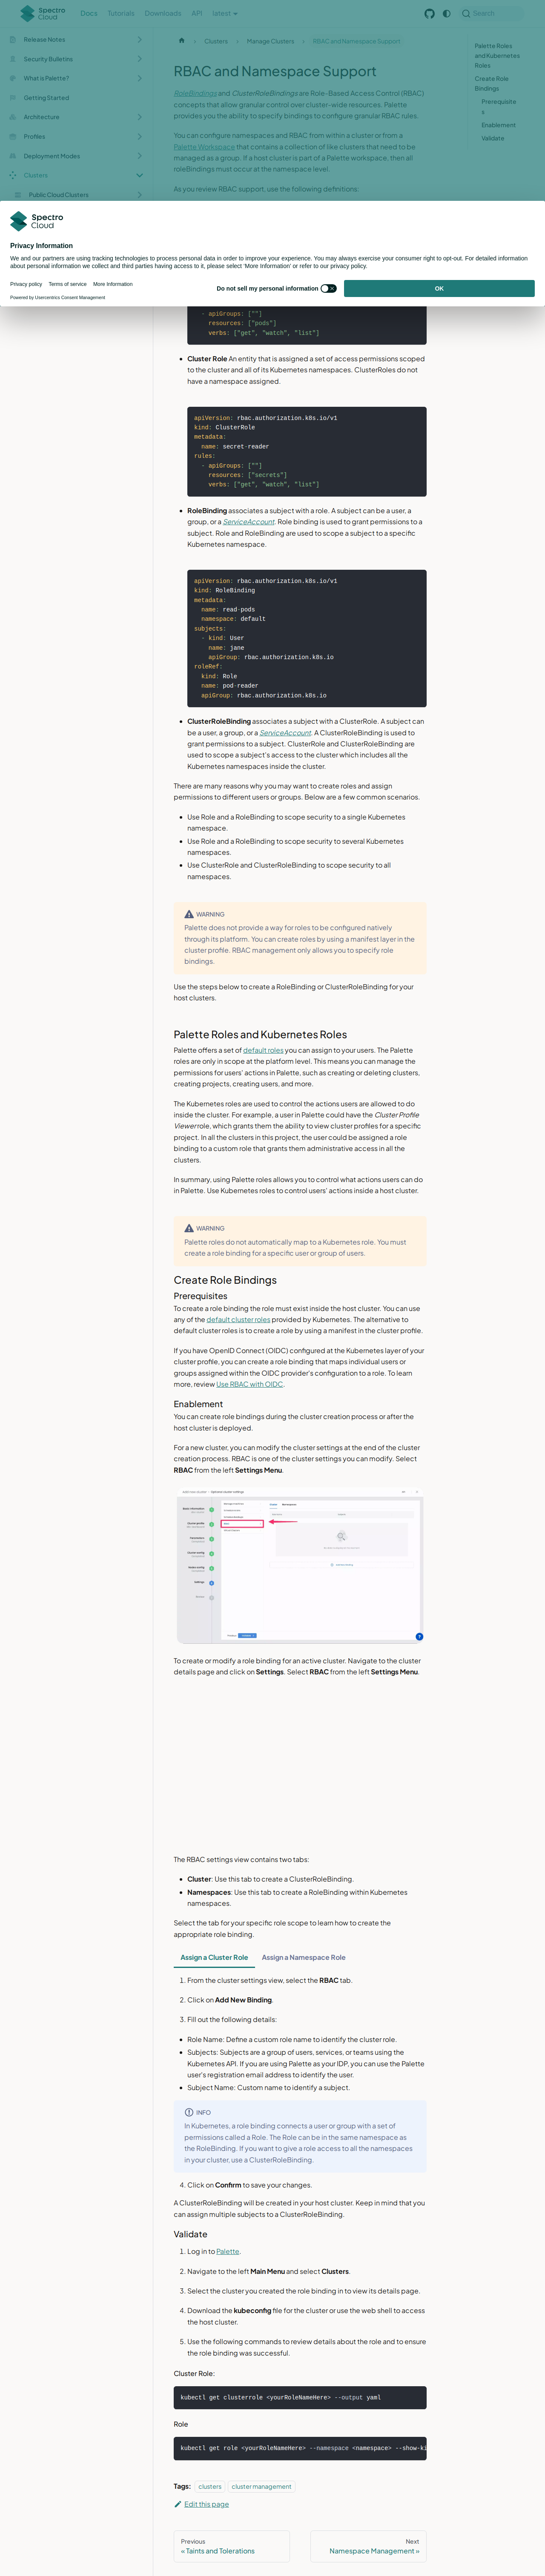 Spectro Cloud
Docs
Tutorials
Downloads
API
latest
Search
Release Notes
Security Bulletins
What is Palette?
Getting Started
Architecture
Profiles
Deployment Modes
Clusters
Public Cloud Clusters
Clusters
Manage Clusters
RBAC and Namespace Support
Palette Roles
and Kubernetes
Roles
Create Role
Bindings
Prerequisite
s
Enablement
Validate
RBAC and Namespace Support
RoleBindings and ClusterRoleBindings are Role-Based Access Control (RBAC)
concepts that allow granular control over cluster-wide resources. Palette
provides you the ability to specify bindings to configure granular RBAC rules.
You can configure namespaces and RBAC from within a cluster or from a
Palette Workspace that contains a collection of like clusters that need to be
managed as a group. If a host cluster is part of a Palette workspace, then all
roleBindings must occur at the namespace level.
As you review RBAC support, use the following definitions:
Spectro Cloud
Privacy Information
We and our partners are using tracking technologies to process personal data in order to improve your experience. You may always exercise your consumer right to opt-out. For detailed information
about personal information we collect and third parties having access to it, please select 'More Information' or refer to our privacy policy.
Privacy policy
Terms of service
More Information
Powered by Usercentrics Consent Management
Do not sell my personal information
OK
- apiGroups: [""]
resources: ["pods"]
verbs: ["get", "watch", "list"]
Cluster Role An entity that is assigned a set of access permissions scoped
to the cluster and all of its Kubernetes namespaces. ClusterRoles do not
have a namespace assigned.
apiVersion: rbac.authorization.k8s.io/v1
kind: ClusterRole
metadata:
name: secret-reader
rules:
- apiGroups: [""]
resources: ["secrets"]
verbs: ["get", "watch", "list"]
RoleBinding associates a subject with a role. A subject can be a user, a
group, or a ServiceAccount. Role binding is used to grant permissions to a
subject. Role and RoleBinding are used to scope a subject to a specific
Kubernetes namespace.
apiVersion: rbac.authorization.k8s.io/v1
kind: RoleBinding
metadata:
name: read-pods
namespace: default
subjects:
- kind: User
name: jane
apiGroup: rbac.authorization.k8s.io
roleRef:
kind: Role
name: pod-reader
apiGroup: rbac.authorization.k8s.io
ClusterRoleBinding associates a subject with a ClusterRole. A subject can
be a user, a group, or a ServiceAccount. A ClusterRoleBinding is used to
grant permissions to a subject. ClusterRole and ClusterRoleBinding are
used to scope a subject's access to the cluster which includes all the
Kubernetes namespaces inside the cluster.
There are many reasons why you may want to create roles and assign
permissions to different users or groups. Below are a few common scenarios.
Use Role and a RoleBinding to scope security to a single Kubernetes
namespace.
Use Role and a RoleBinding to scope security to several Kubernetes
namespaces.
Use ClusterRole and ClusterRoleBinding to scope security to all
namespaces.
WARNING
Palette does not provide a way for roles to be configured natively
through its platform. You can create roles by using a manifest layer in the
cluster profile. RBAC management only allows you to specify role
bindings.
Use the steps below to create a RoleBinding or ClusterRoleBinding for your
host clusters.
Palette Roles and Kubernetes Roles
Palette offers a set of default roles you can assign to your users. The Palette
roles are only in scope at the platform level. This means you can manage the
permissions for users' actions in Palette, such as creating or deleting clusters,
creating projects, creating users, and more.
The Kubernetes roles are used to control the actions users are allowed to do
inside the cluster. For example, a user in Palette could have the Cluster Profile
Viewer role, which grants them the ability to view cluster profiles for a specific
project. In all the clusters in this project, the user could be assigned a role
binding to a custom role that grants them administrative access in all the
clusters.
In summary, using Palette roles allows you to control what actions users can do
in Palette. Use Kubernetes roles to control users' actions inside a host cluster.
WARNING
Palette roles do not automatically map to a Kubernetes role. You must
create a role binding for a specific user or group of users.
Create Role Bindings
Prerequisites
To create a role binding the role must exist inside the host cluster. You can use
any of the default cluster roles provided by Kubernetes. The alternative to
default cluster roles is to create a role by using a manifest in the cluster profile.
If you have OpenID Connect (OIDC) configured at the Kubernetes layer of your
cluster profile, you can create a role binding that maps individual users or
groups assigned within the OIDC provider's configuration to a role. To learn
more, review Use RBAC with OIDC.
Enablement
You can create role bindings during the cluster creation process or after the
host cluster is deployed.
For a new cluster, you can modify the cluster settings at the end of the cluster
creation process. RBAC is one of the cluster settings you can modify. Select
RBAC from the left Settings Menu.
To create or modify a role binding for an active cluster. Navigate to the cluster
details page and click on Settings. Select RBAC from the left Settings Menu.
The RBAC settings view contains two tabs:
Cluster: Use this tab to create a ClusterRoleBinding.
Namespaces: Use this tab to create a RoleBinding within Kubernetes
namespaces.
Select the tab for your specific role scope to learn how to create the
appropriate role binding.
Assign a Cluster Role
Assign a Namespace Role
1. From the cluster settings view, select the RBAC tab.
2. Click on Add New Binding.
3. Fill out the following details:
Role Name: Define a custom role name to identify the cluster role.
Subjects: Subjects are a group of users, services, or teams using the
Kubernetes API. If you are using Palette as your IDP, you can use the Palette
user's registration email address to identify the user.
Subject Name: Custom name to identify a subject.
INFO
In Kubernetes, a role binding connects a user or group with a set of
permissions called a Role. The Role can be in the same namespace as
the RoleBinding. If you want to give a role access to all the namespaces
in your cluster, use a ClusterRoleBinding.
4. Click on Confirm to save your changes.
A ClusterRoleBinding will be created in your host cluster. Keep in mind that you
can assign multiple subjects to a ClusterRoleBinding.
Validate
1. Log in to Palette.
2. Navigate to the left Main Menu and select Clusters.
3. Select the cluster you created the role binding in to view its details page.
4. Download the kubeconfig file for the cluster or use the web shell to access
the host cluster.
5. Use the following commands to review details about the role and to ensure
the role binding was successful.
Cluster Role:
kubectl get clusterrole <yourRoleNameHere> --output yaml
Role
kubectl get role <yourRoleNameHere> --namespace <namespace> --show-ki
Tags:
clusters
cluster management
Edit this page
Previous
« Taints and Tolerations
Next
Namespace Management »